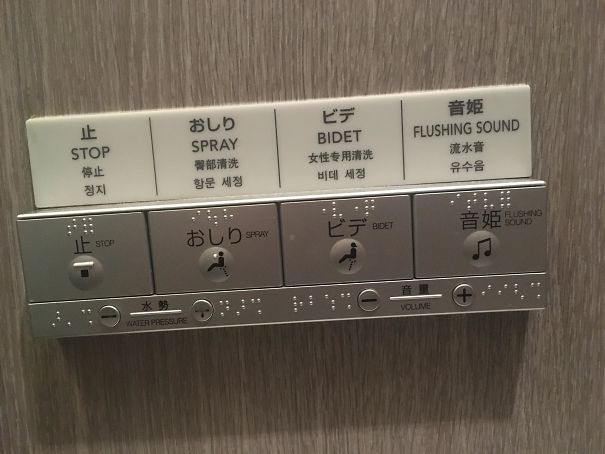 止
STOP
停止
정지
おしり
SPRAY
臀部清洗
항문 세정
ビデ
BIDET
女性专用清洗
비데 세정
音姫
FLUSHING SOUND
流水音
유수음
止 STOP
おしり SPRAY
ビデ BIDET
音姫 FLUSHING SOUND
水勢
WATER PRESSURE
音量
VOLUME